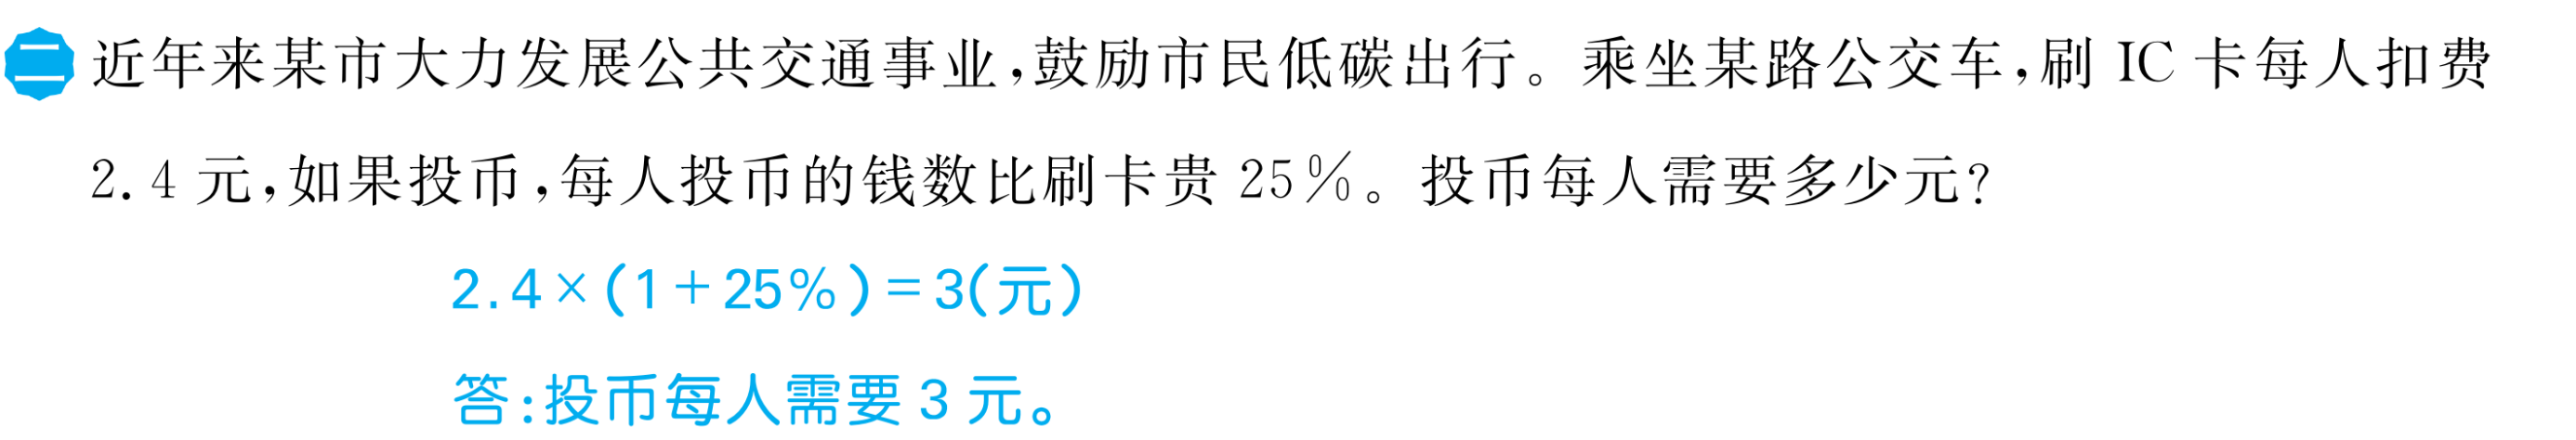 二 近年来某市大力发展公共交通事业,鼓励市民低碳出行。乘坐某路公交车,刷 IC 卡每人扣费
2.4 元,如果投币,每人投币的钱数比刷卡贵 25%。投币每人需要多少元?
2.4×(1+25%)=3(元)
答:投币每人需要 3 元。